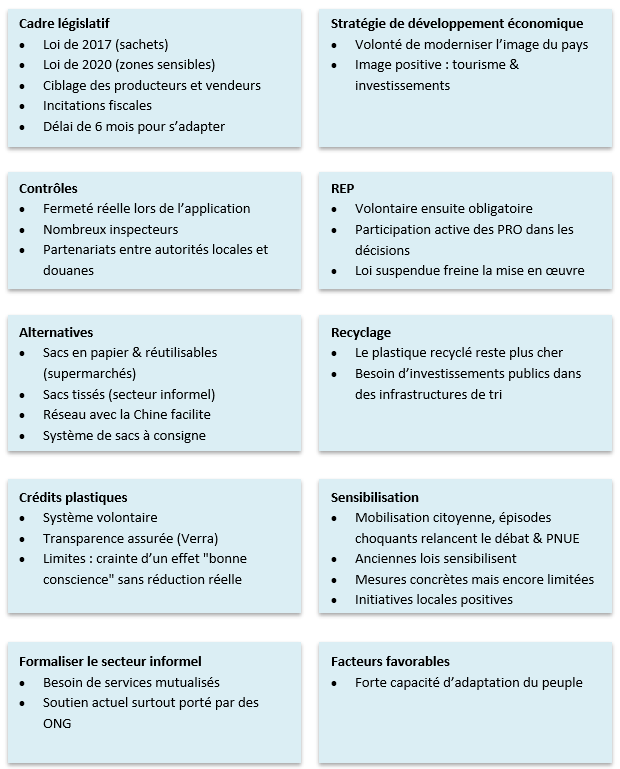 Cadre législatif
• Loi de 2017 (sachets)
• Loi de 2020 (zones sensibles)
• Ciblage des producteurs et vendeurs
• Incitations fiscales
• Délai de 6 mois pour s’adapter
Stratégie de développement économique
• Volonté de moderniser l’image du pays
• Image positive : tourisme &
investissements
Contrôles
• Fermeté réelle lors de l’application
• Nombreux inspecteurs
• Partenariats entre autorités locales et
douanes
REP
• Volontaire ensuite obligatoire
• Participation active des PRO dans les
décisions
• Loi suspendue freine la mise en œuvre
Alternatives
• Sacs en papier & réutilisables
(supermarchés)
• Sacs tissés (secteur informel)
• Réseau avec la Chine facilite
• Système de sacs à consigne
Recyclage
• Le plastique recyclé reste plus cher
• Besoin d’investissements publics dans
des infrastructures de tri
Crédits plastiques
• Système volontaire
• Transparence assurée (Verra)
• Limites : crainte d’un effet "bonne
conscience" sans réduction réelle
Sensibilisation
• Mobilisation citoyenne, épisodes
choquants relancent le débat & PNUE
• Anciennes lois sensibilisent
• Mesures concrètes mais encore limitées
• Initiatives locales positives
Formaliser le secteur informel
• Besoin de services mutualisés
• Soutien actuel surtout porté par des
ONG
Facteurs favorables
• Forte capacité d’adaptation du peuple